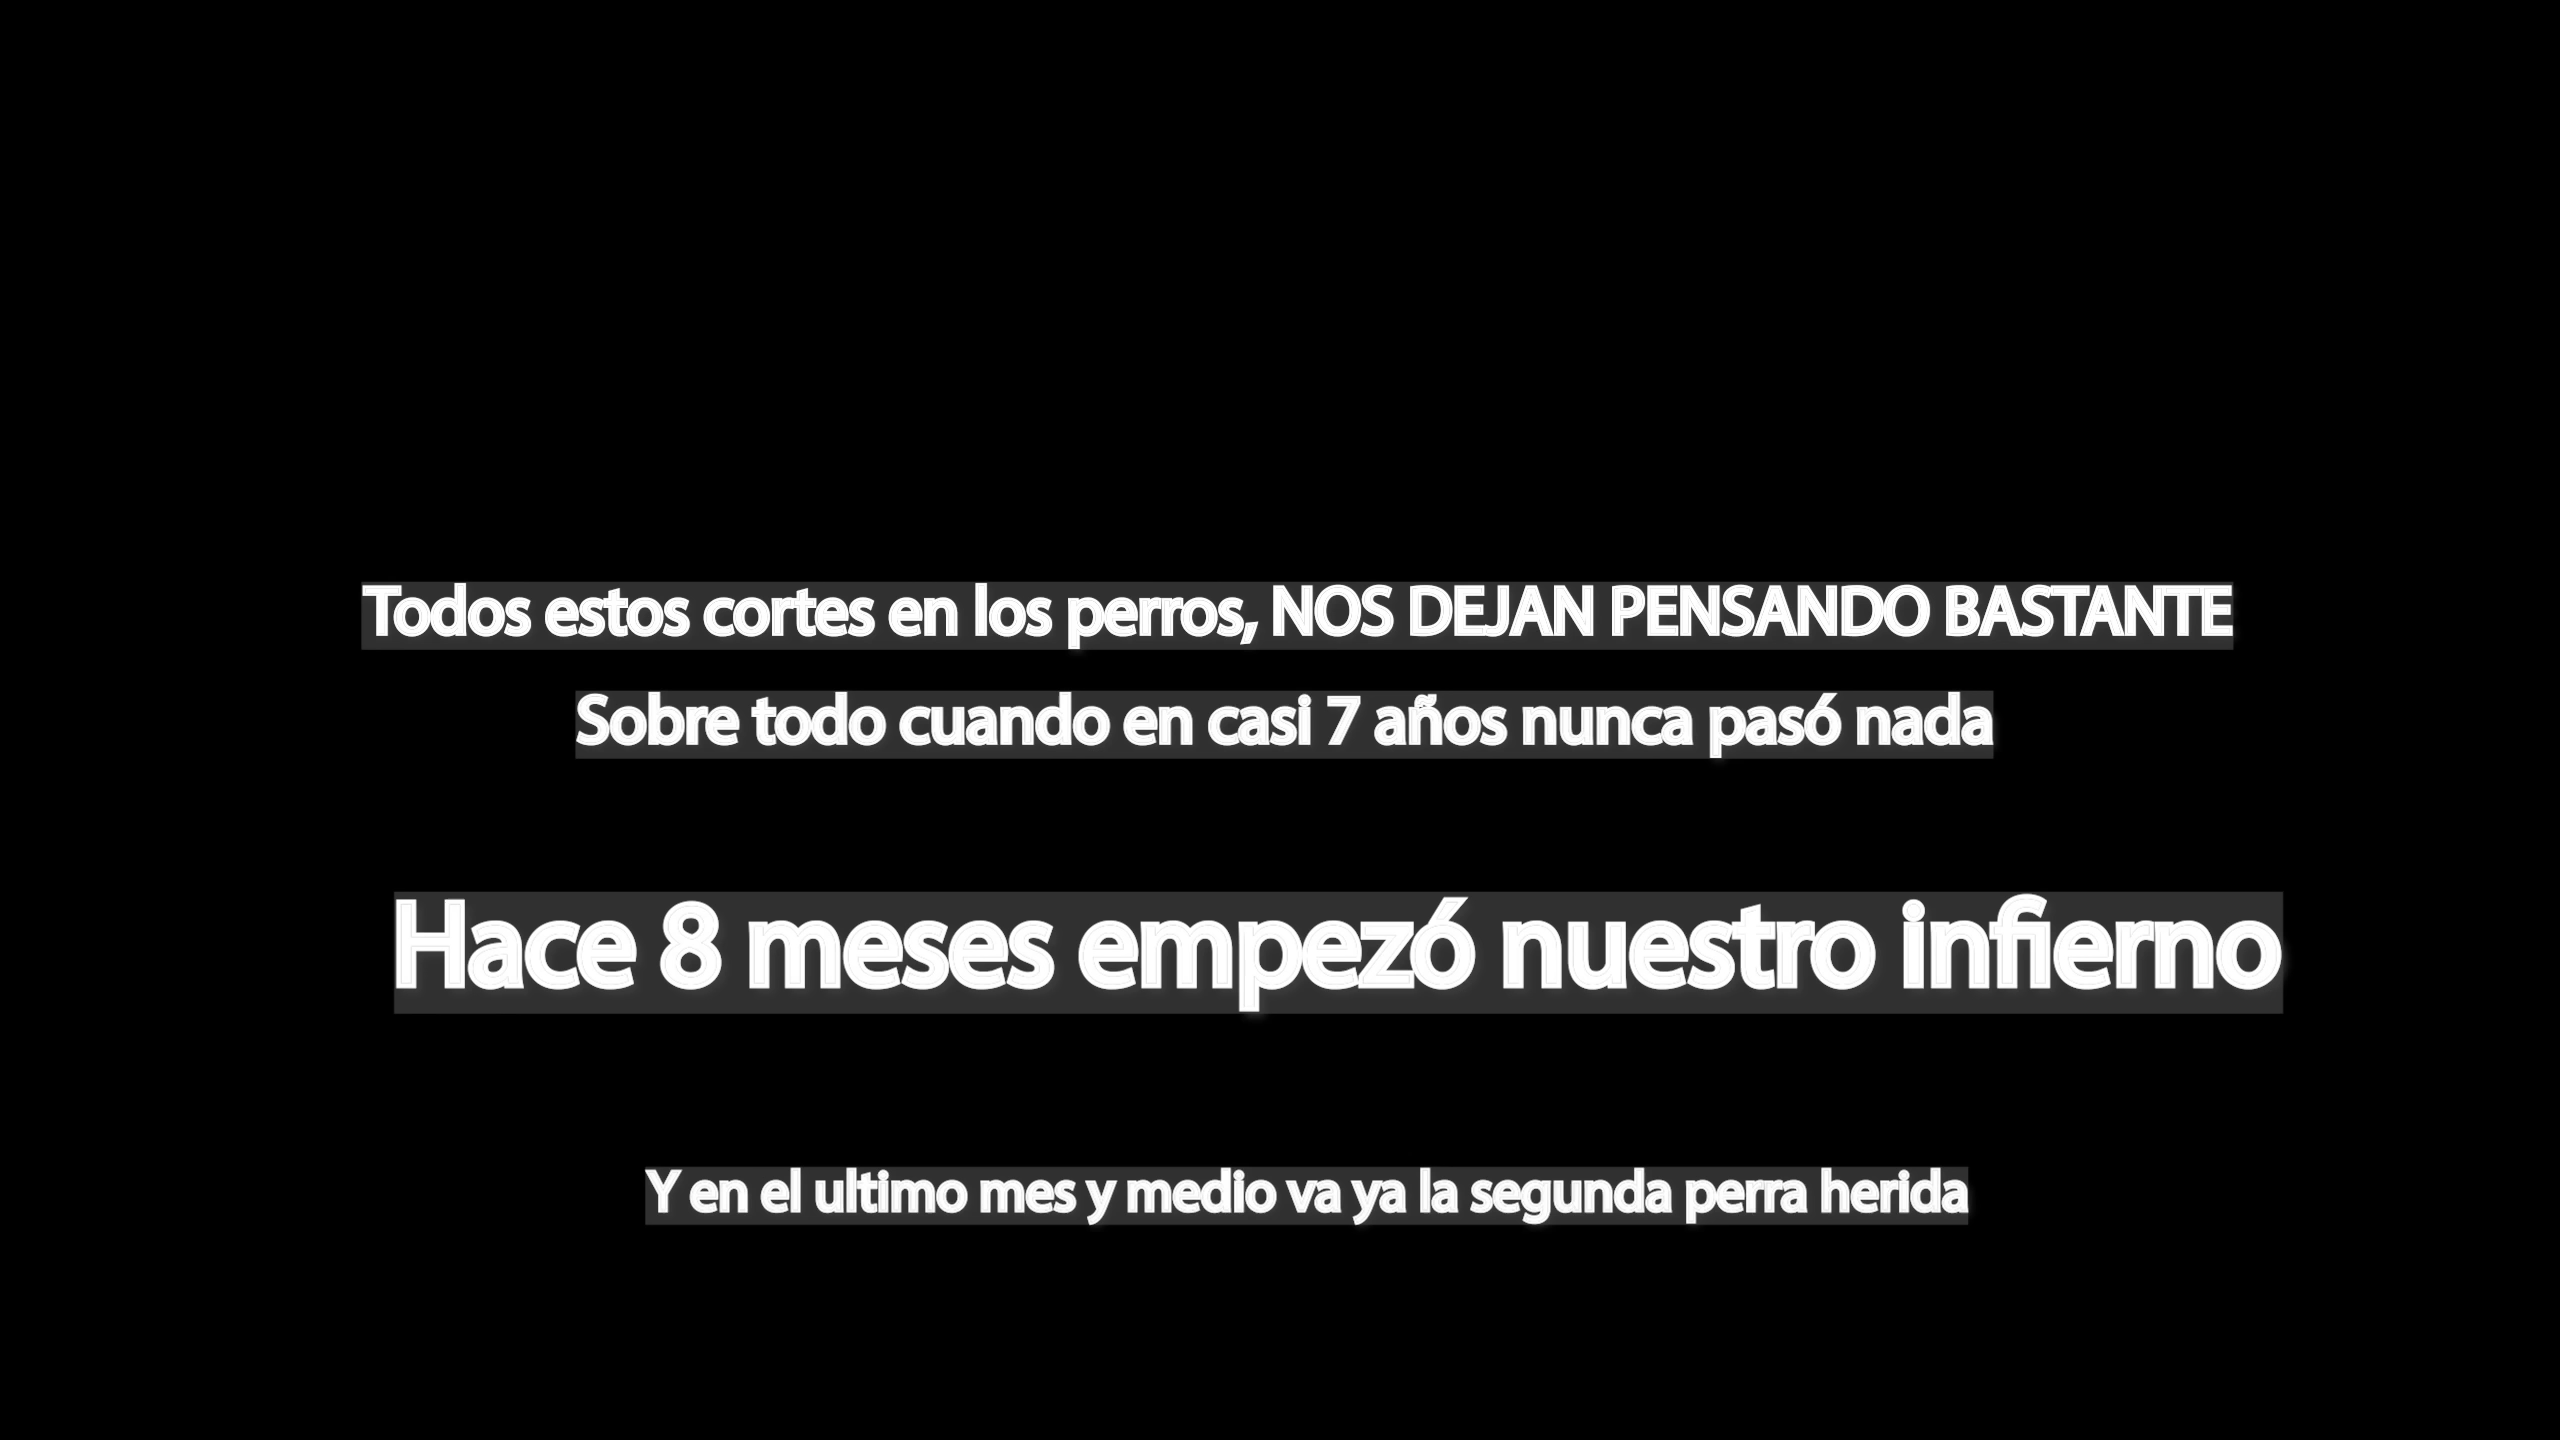 Todos estos cortes en los perros, NOS DEJAN PENSANDO BASTANTE
Sobre todo cuando en casi 7 años nunca pasó nada
Hace 8 meses empezó nuestro infierno
Y en el ultimo mes y medio va ya la segunda perra herida